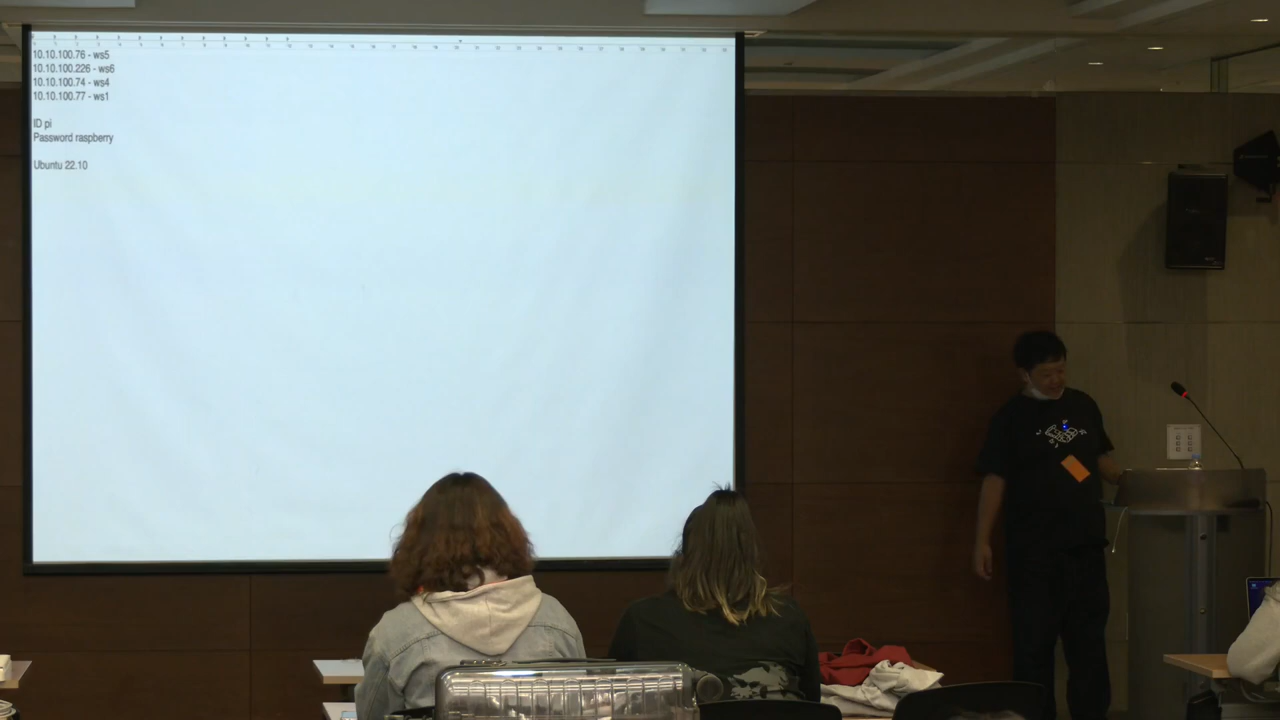 10.10.100.76 - ws5
10.10.100.226 - ws6
10.10.100.74 - ws4
10.10.100.77 - ws1
ID pi
Password raspberry
Ubuntu 22.10